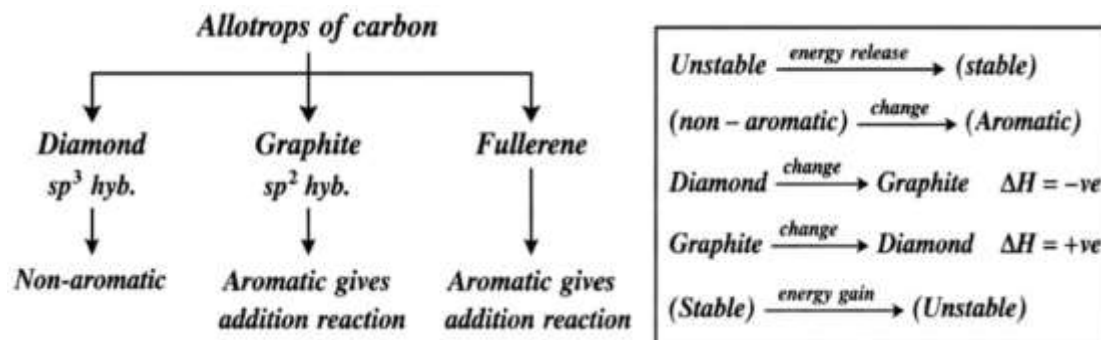 Allotrops of carbon
Diamond
sp³ hyb.
Non-aromatic
Graphite
sp² hyb.
Aromatic gives
addition reaction
Fullerene
Aromatic gives
addition reaction
Unstable energy release (stable)
(non – aromatic) change (Aromatic)
Diamond change Graphite ΔH = –ve
Graphite change Diamond ΔH = +ve
(Stable) energy gain (Unstable)